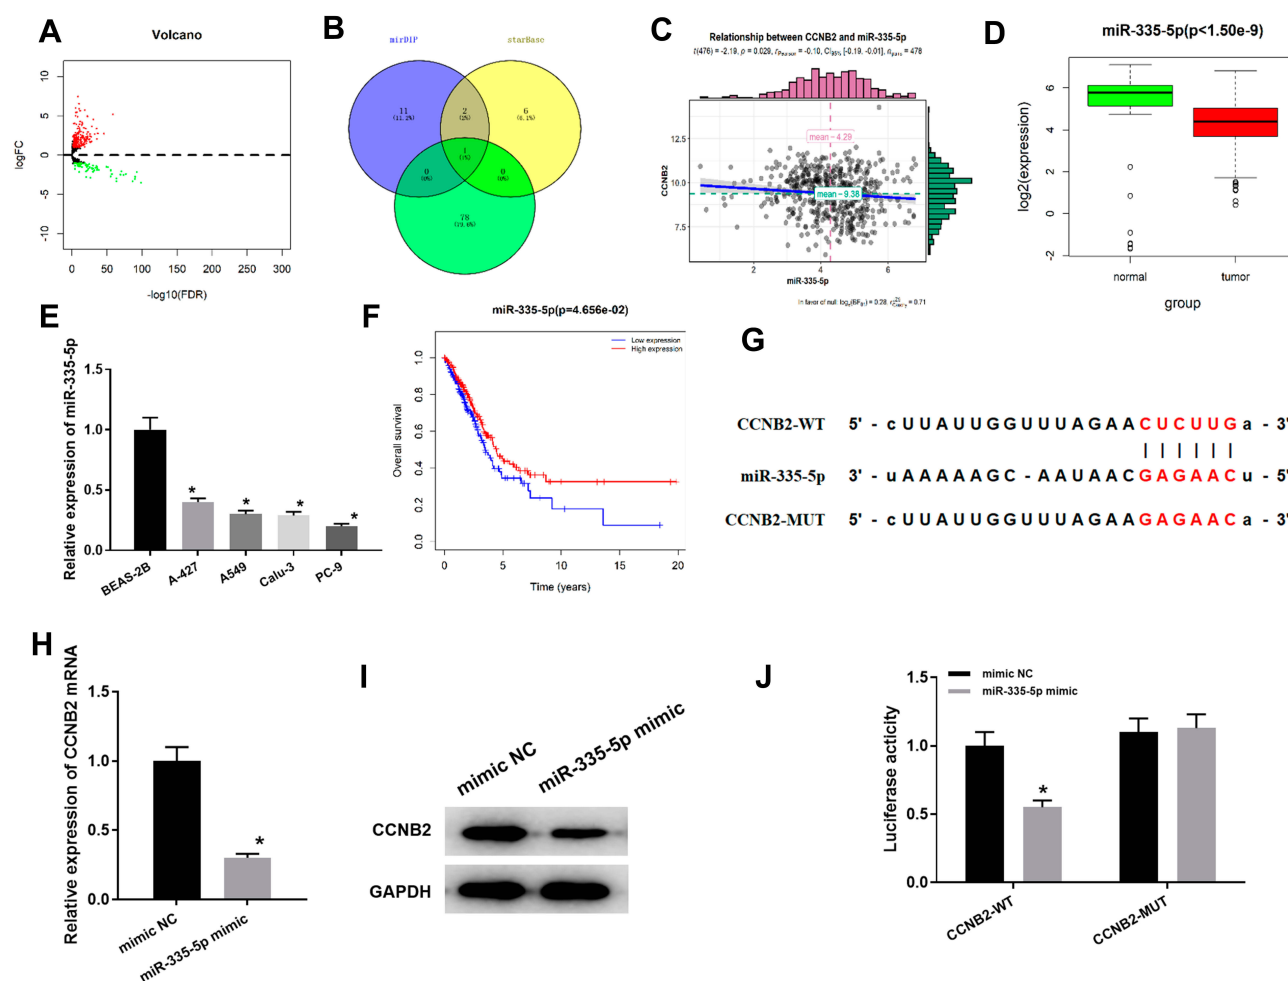 A
Volcano
10
5
0
-5
-10
logFC
0 50 100 150 200 250 300
-log10(FDR)
B
mirDIP
starBase
11
(11.2%)
2
(2%)
6
(6.1%)
1
(1%)
0
(0%)
0
(0%)
78
C
Relationship between CCNB2 and miR-335-5p
12.5
10.0
7.5
CCNB2
mean = 4.29
mean = 9.38
2 4 6
miR-335-5p
D
miR-335-5p(p<1.50e-9)
6
4
2
0
-2
log2(expression)
normal tumor
group
E
Relative expression of miR-335-5p
1.5
1.0
0.5
0.0
* * * *
BEAS-2B A-427 A549 Calu-3 PC-9
F
miR-335-5p(p=4.656e-02)
Low expression
High expression
1.0
0.8
0.6
0.4
0.2
0.0
Overall survival
0 5 10 15 20
Time (years)
G
CCNB2-WT 5' - cUUAUUGGUUUAGAACUCUUGa - 3'
miR-335-5p 3' - uAAAAAGC-AAUAACGAGAACu - 5'
CCNB2-MUT 5' - cUUAUUGGUUUAGAAGAGAACa - 3'
H
Relative expression of CCNB2 mRNA
1.5
1.0
0.5
0.0
*
mimic NC
miR-335-5p mimic
I
mimic NC
miR-335-5p mimic
CCNB2
GAPDH
J
mimic NC
miR-335-5p mimic
1.5
1.0
0.5
0.0
Luciferase acticity
*
CCNB2-WT
CCNB2-MUT